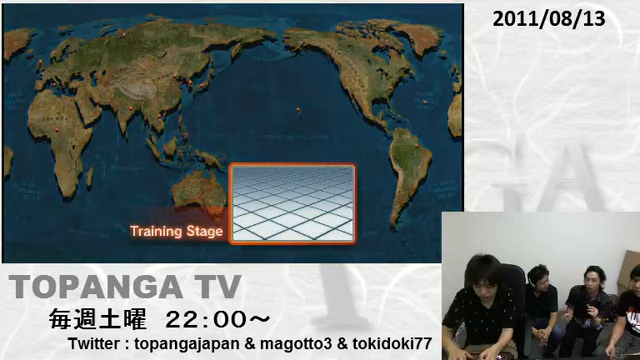 2011/08/13
Training Stage
TOPANGA TV
毎週土曜 22:00～
Twitter : topangajapan & magotto3 & tokidoki77